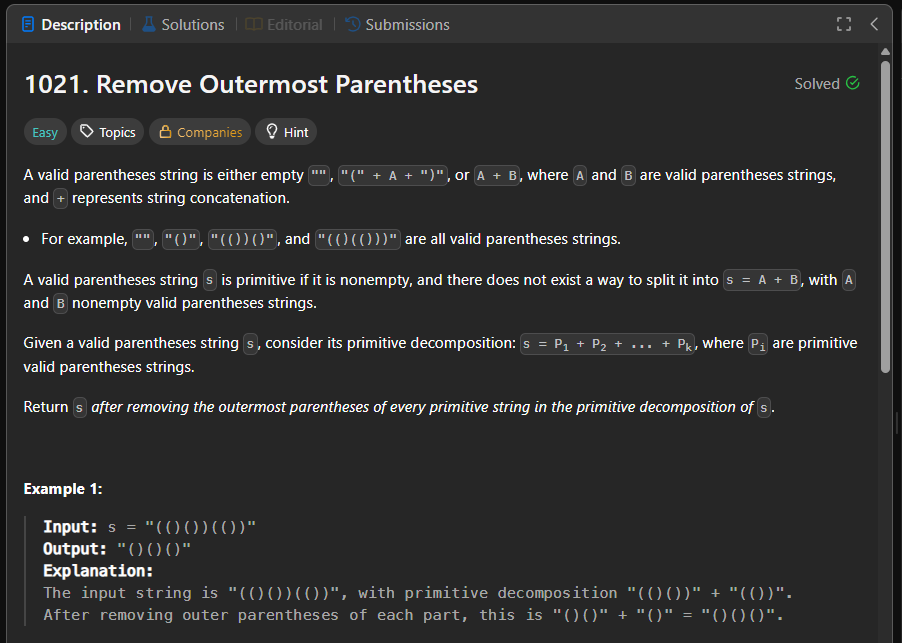 Description | Solutions | Editorial | Submissions
1021. Remove Outermost Parentheses
Solved
Easy Topics Companies Hint
A valid parentheses string is either empty "", "(" + A + ")", or A + B, where A and B are valid parentheses strings,
and + represents string concatenation.
• For example, "", "()", "(())()", and "(()(()))" are all valid parentheses strings.
A valid parentheses string s is primitive if it is nonempty, and there does not exist a way to split it into s = A + B, with A
and B nonempty valid parentheses strings.
Given a valid parentheses string s, consider its primitive decomposition: s = P₁ + P₂ + ... + Pₖ, where Pᵢ are primitive
valid parentheses strings.
Return s after removing the outermost parentheses of every primitive string in the primitive decomposition of s.
Example 1:
Input: s = "(()())(())"
Output: "()()()"
Explanation:
The input string is "(()())(())", with primitive decomposition "(()())" + "(())".
After removing outer parentheses of each part, this is "()()" + "()" = "()()()".